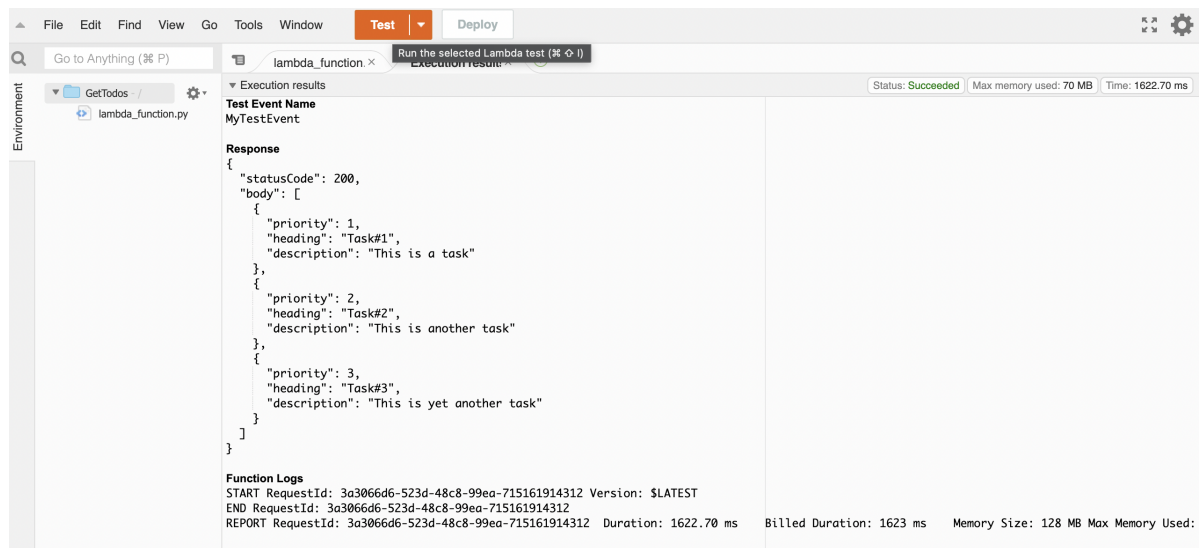 File Edit Find View Go Tools Window Test Deploy
Run the selected Lambda test (⌘ ⇧ I)
Go to Anything (⌘ P)
lambda_function. ×
Execution result: ×
Environment
GetTodos - /
lambda_function.py
Execution results
Status: Succeeded Max memory used: 70 MB Time: 1622.70 ms
Test Event Name
MyTestEvent
Response
{
"statusCode": 200,
"body": [
{
"priority": 1,
"heading": "Task#1",
"description": "This is a task"
},
{
"priority": 2,
"heading": "Task#2",
"description": "This is another task"
},
{
"priority": 3,
"heading": "Task#3",
"description": "This is yet another task"
}
]
}
Function Logs
START RequestId: 3a3066d6-523d-48c8-99ea-715161914312 Version: $LATEST
END RequestId: 3a3066d6-523d-48c8-99ea-715161914312
REPORT RequestId: 3a3066d6-523d-48c8-99ea-715161914312 Duration: 1622.70 ms Billed Duration: 1623 ms Memory Size: 128 MB Max Memory Used: